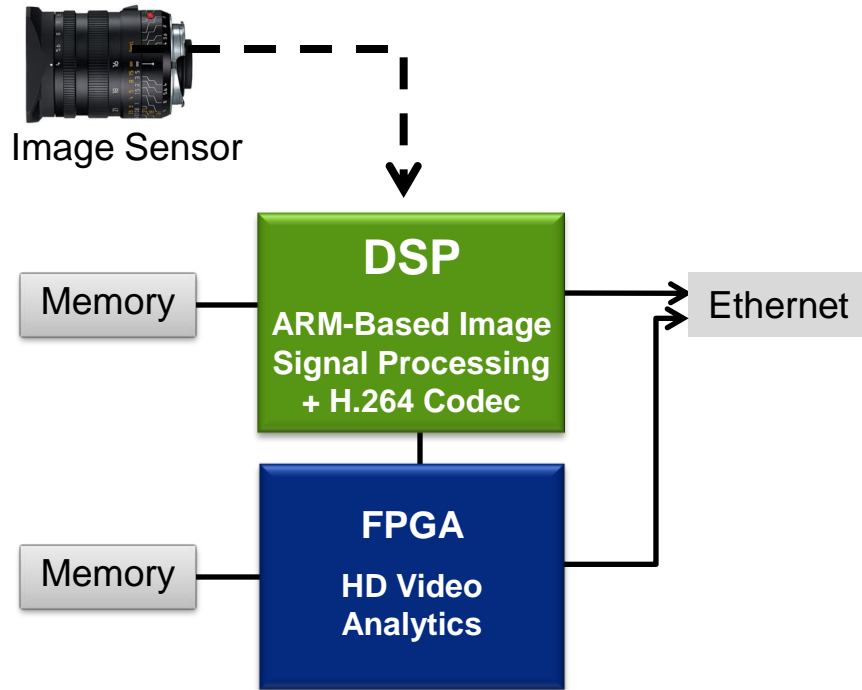 Image Sensor
DSP
Memory
ARM-Based Image
Signal Processing
+ H.264 Codec
Ethernet
FPGA
Memory
HD Video
Analytics